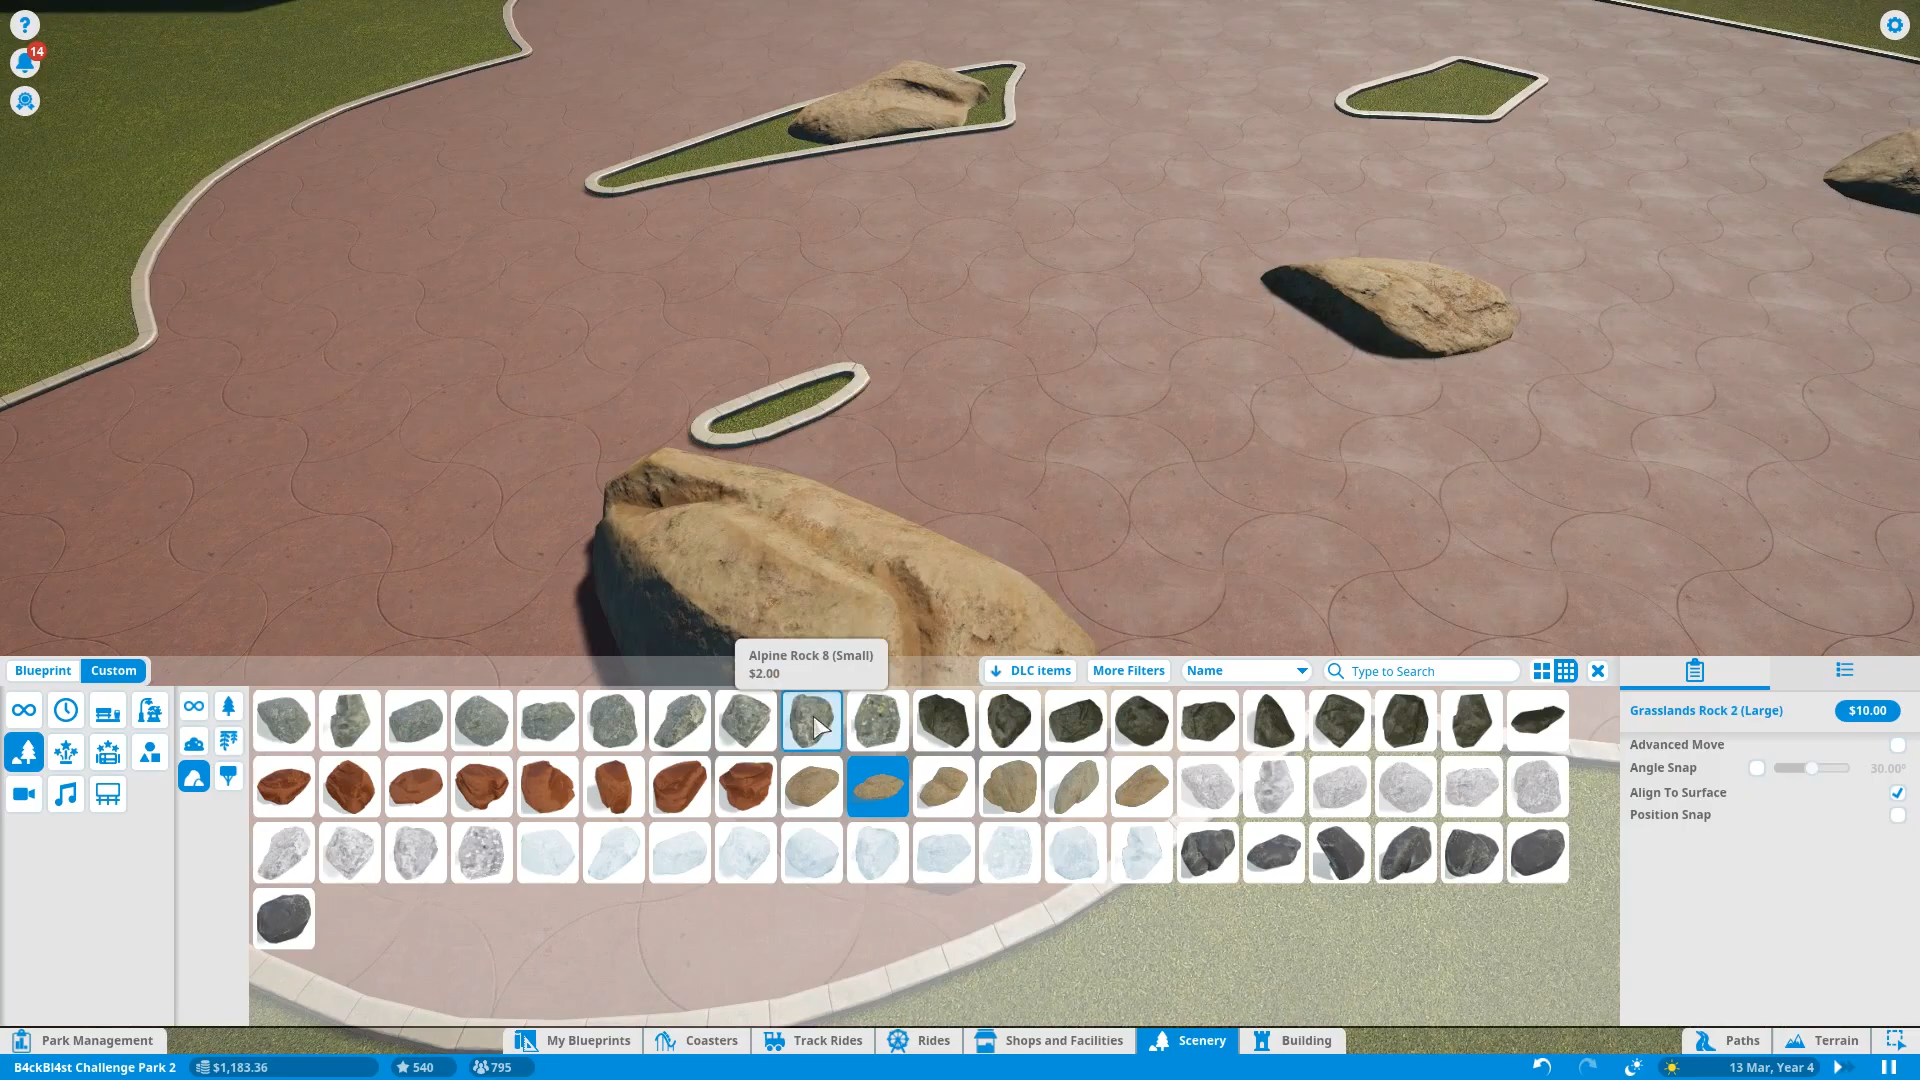 ?
14
Alpine Rock 8 (Small)
$2.00
Blueprint
Custom
DLC items
More Filters
Name
Type to Search
Grasslands Rock 2 (Large)
$10.00
Advanced Move
Angle Snap
30.00°
Align To Surface
Position Snap
Park Management
My Blueprints
Coasters
Track Rides
Rides
Shops and Facilities
Scenery
Building
Paths
Terrain
B4ckBl4st Challenge Park 2
$1,183.36
540
795
13 Mar, Year 4